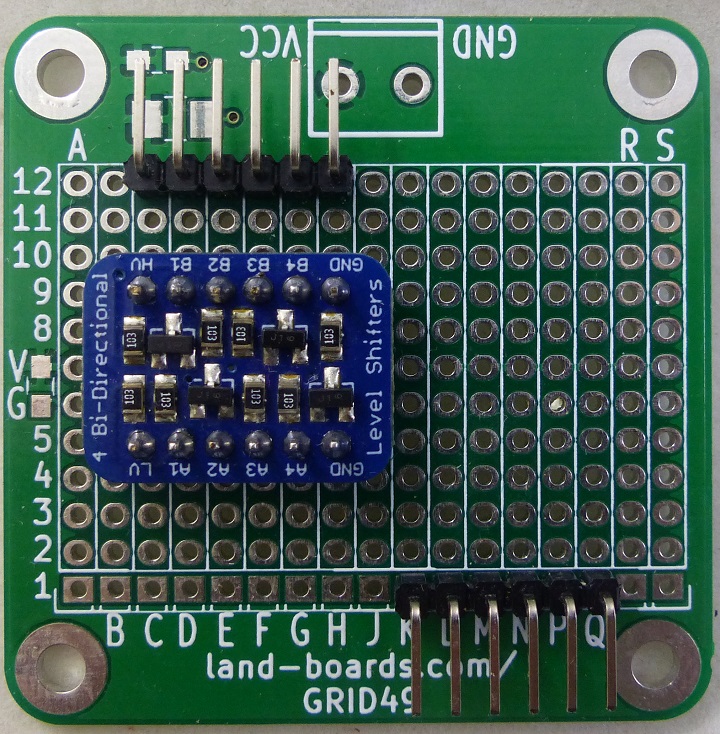 VCC GND
A R S
12
11
10
9
8
V
G
5
4
3
2
1
HV B1 B2 B3 B4 GND
4 Bi-Directional
Level Shifters
103 103 103 103
103 103 103 103
LV A1 A2 A3 A4 GND
B C D E F G H J K L M N P Q
land-boards.com/
GRID49